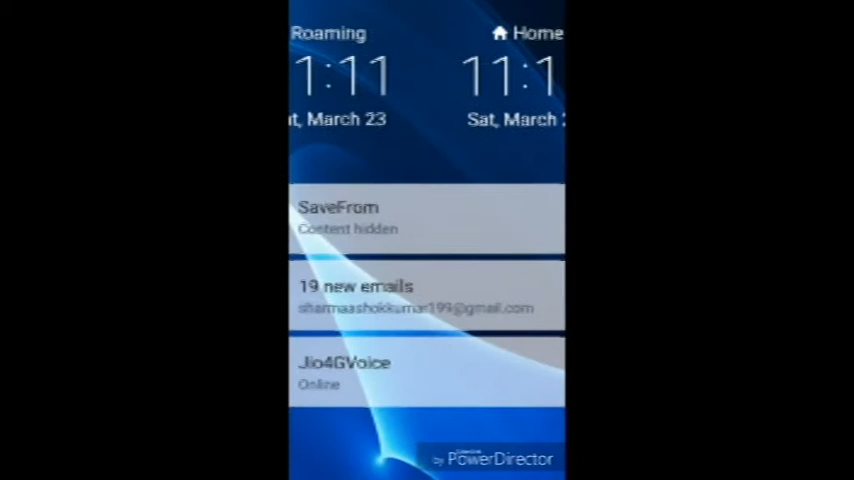 Roaming Home
1:11 11:1
t, March 23 Sat, March
SaveFrom
Content hidden
19 new emails
sharmaashokkumar199@gmail.com
Jio4GVoice
Online
by PowerDirector